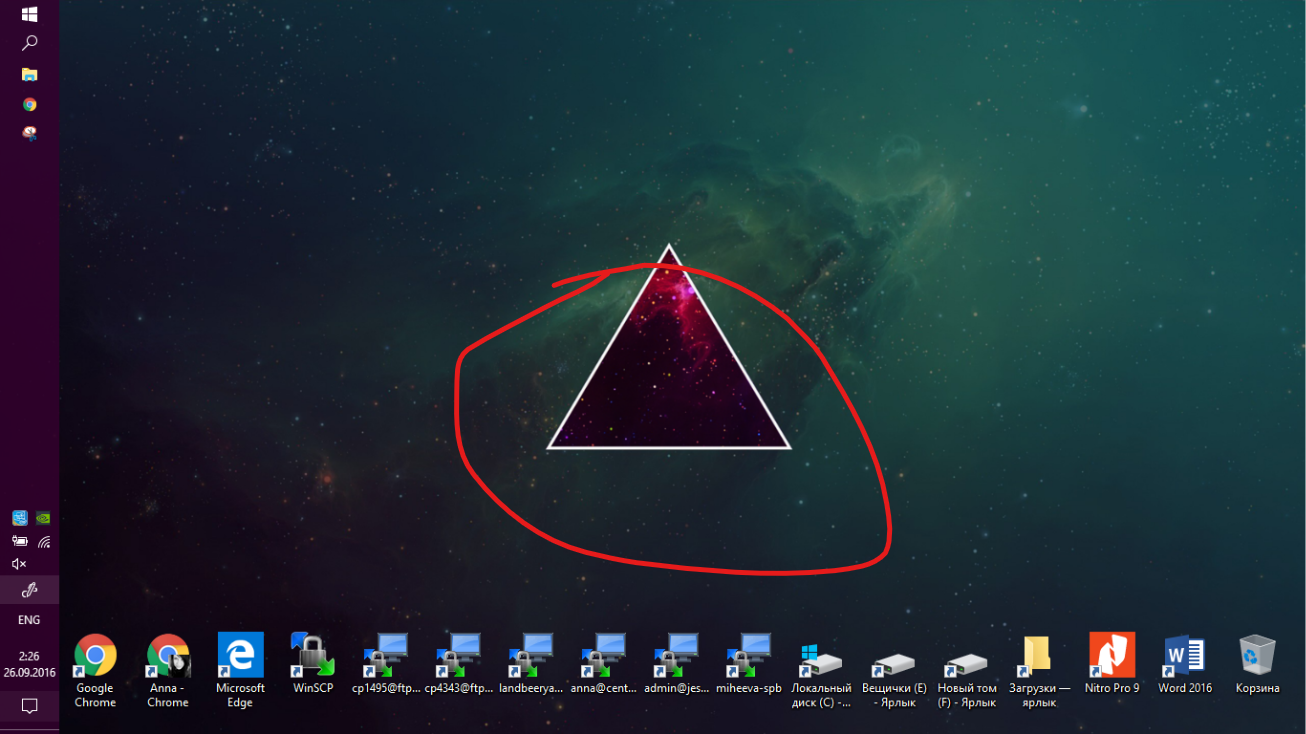 ENG
2:26
26.09.2016
Google
Chrome
Anna -
Chrome
Microsoft
Edge
WinSCP
cp1495@ftp...
cp4343@ftp...
landbeerya...
anna@cent...
admin@jes...
miheeva-spb
Локальный
диск (C) -...
Вещички (E)
- Ярлык
Новый том
(F) - Ярлык
Загрузки —
ярлык
Nitro Pro 9
Word 2016
Корзина